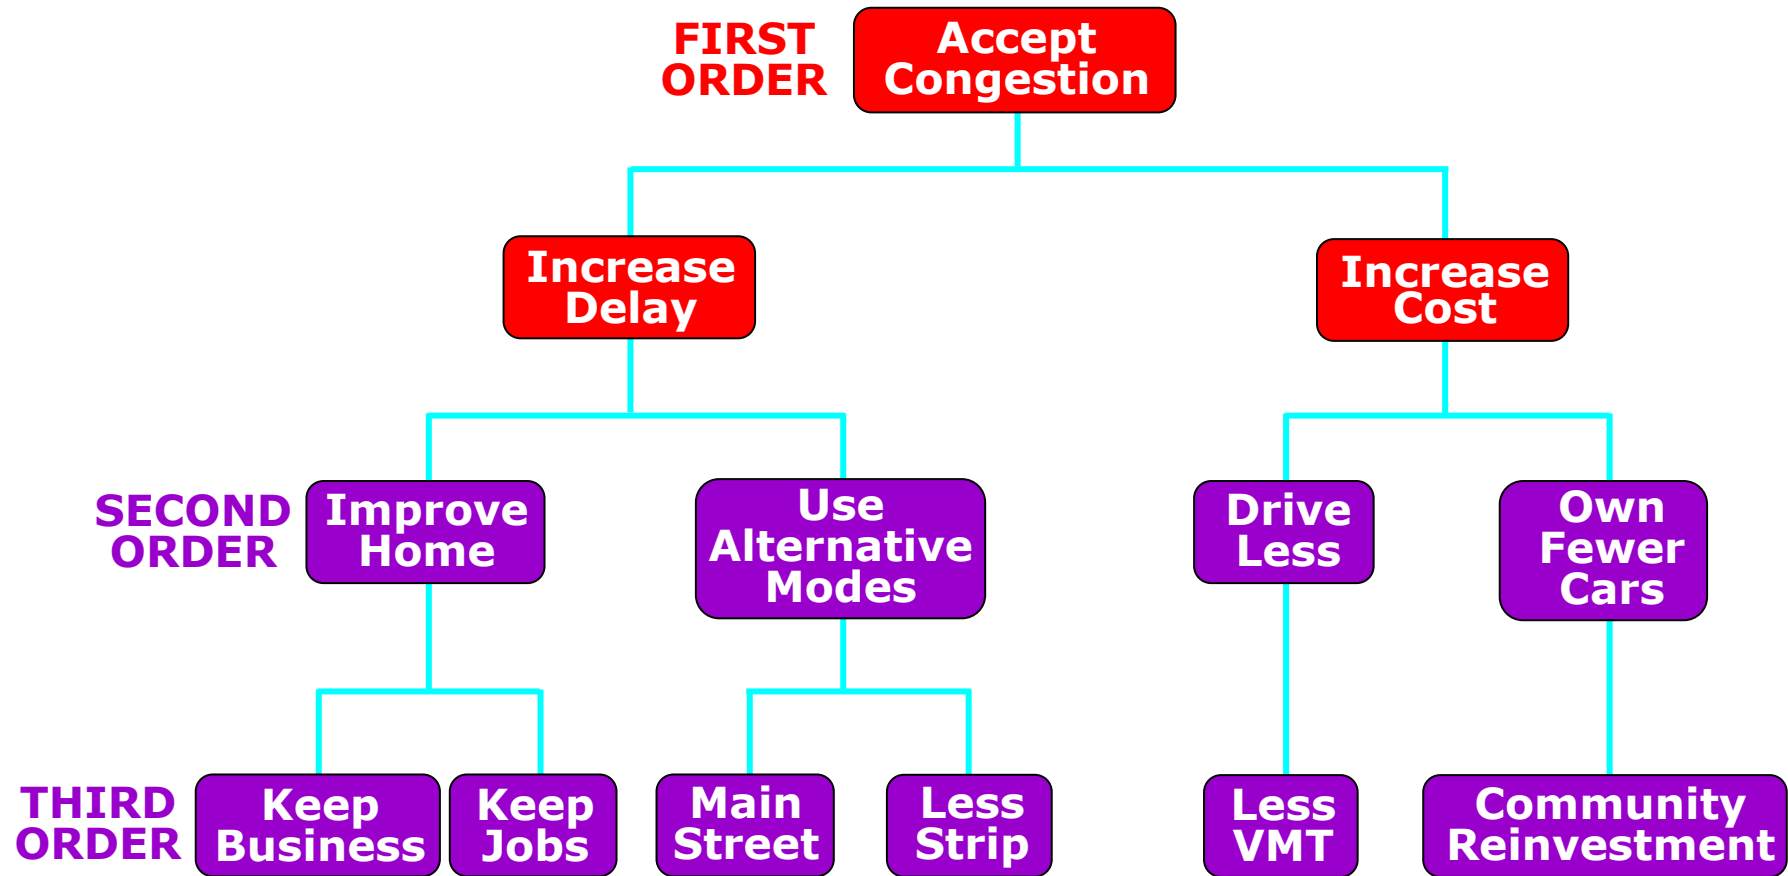 FIRST
ORDER
Accept
Congestion
Increase
Delay
Increase
Cost
SECOND
ORDER
Improve
Home
Use
Alternative
Modes
Drive
Less
Own
Fewer
Cars
THIRD
ORDER
Keep
Business
Keep
Jobs
Main
Street
Less
Strip
Less
VMT
Community
Reinvestment